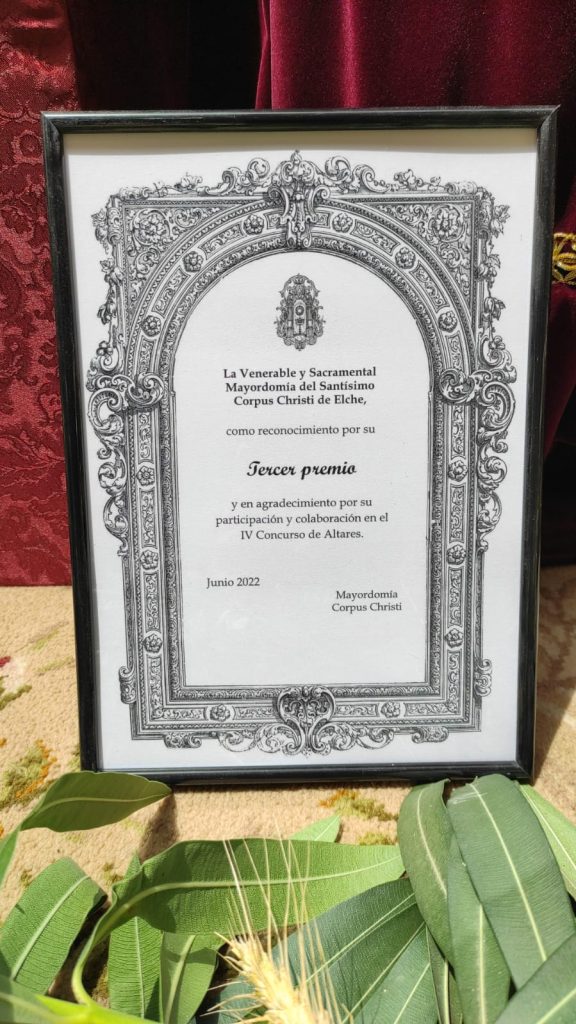 La Venerable y Sacramental
Mayordomía del Santísimo
Corpus Christi de Elche,
como reconocimiento por su
Tercer premio
y en agradecimiento por su
participación y colaboración en el
IV Concurso de Altares.
Junio 2022
Mayordomía
Corpus Christi